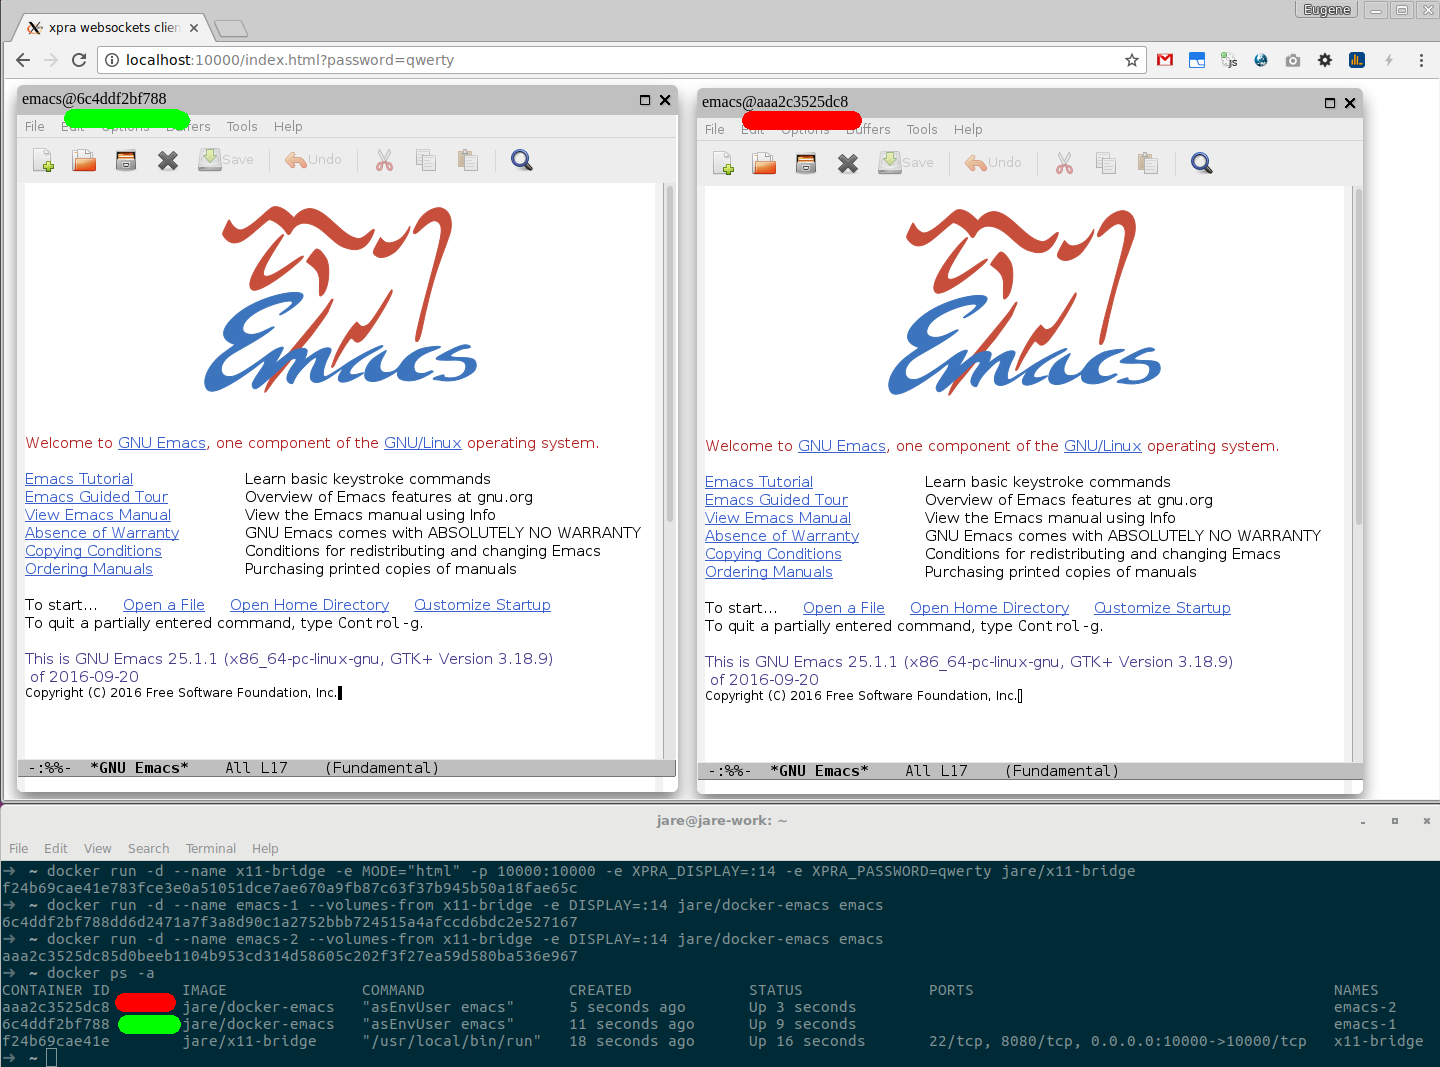 Eugene
xpra websockets clien
localhost:10000/index.html?password=qwerty
js
emacs@6c4ddf2bf788
File Edit Options Buffers Tools Help
Save Undo
Emacs
Welcome to GNU Emacs, one component of the GNU/Linux operating system.
Emacs Tutorial Learn basic keystroke commands
Emacs Guided Tour Overview of Emacs features at gnu.org
View Emacs Manual View the Emacs manual using Info
Absence of Warranty GNU Emacs comes with ABSOLUTELY NO WARRANTY
Copying Conditions Conditions for redistributing and changing Emacs
Ordering Manuals Purchasing printed copies of manuals
To start... Open a File Open Home Directory Customize Startup
To quit a partially entered command, type Control-g.
This is GNU Emacs 25.1.1 (x86_64-pc-linux-gnu, GTK+ Version 3.18.9)
of 2016-09-20
Copyright (C) 2016 Free Software Foundation, Inc.
-:%%- *GNU Emacs* All L17 (Fundamental)
emacs@aaa2c3525dc8
File Edit Options Buffers Tools Help
Save Undo
Emacs
Welcome to GNU Emacs, one component of the GNU/Linux operating system.
Emacs Tutorial Learn basic keystroke commands
Emacs Guided Tour Overview of Emacs features at gnu.org
View Emacs Manual View the Emacs manual using Info
Absence of Warranty GNU Emacs comes with ABSOLUTELY NO WARRANTY
Copying Conditions Conditions for redistributing and changing Emacs
Ordering Manuals Purchasing printed copies of manuals
To start... Open a File Open Home Directory Customize Startup
To quit a partially entered command, type Control-g.
This is GNU Emacs 25.1.1 (x86_64-pc-linux-gnu, GTK+ Version 3.18.9)
of 2016-09-20
Copyright (C) 2016 Free Software Foundation, Inc.
-:%%- *GNU Emacs* All L17 (Fundamental)
jare@jare-work: ~
File Edit View Search Terminal Help
➜ ~ docker run -d --name x11-bridge -e MODE="html" -p 10000:10000 -e XPRA_DISPLAY=:14 -e XPRA_PASSWORD=qwerty jare/x11-bridge
f24b69cae41e783fce3e0a51051dce7ae670a9fb87c63f37b945b50a18fae65c
➜ ~ docker run -d --name emacs-1 --volumes-from x11-bridge -e DISPLAY=:14 jare/docker-emacs emacs
6c4ddf2bf788dd6d2471a7f3a8d90c1a2752bbb724515a4afccd6bdc2e527167
➜ ~ docker run -d --name emacs-2 --volumes-from x11-bridge -e DISPLAY=:14 jare/docker-emacs emacs
aaa2c3525dc85d0beeb1104b953cd314d58605c202f3f27ea59d580ba536e967
➜ ~ docker ps -a
CONTAINER ID IMAGE COMMAND CREATED STATUS PORTS NAMES
aaa2c3525dc8 jare/docker-emacs "asEnvUser emacs" 5 seconds ago Up 3 seconds emacs-2
6c4ddf2bf788 jare/docker-emacs "asEnvUser emacs" 11 seconds ago Up 9 seconds emacs-1
f24b69cae41e jare/x11-bridge "/usr/local/bin/run" 18 seconds ago Up 16 seconds 22/tcp, 8080/tcp, 0.0.0.0:10000->10000/tcp x11-bridge
➜ ~